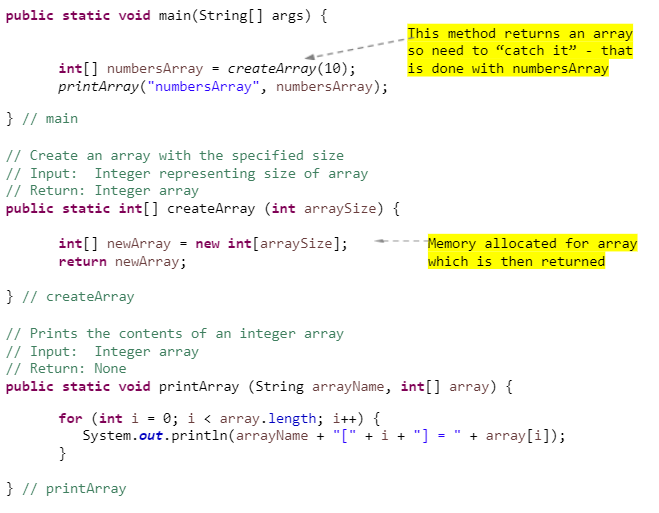 public static void main(String[] args) {
This method returns an array
so need to “catch it” - that
is done with numbersArray
int[] numbersArray = createArray(10);
printArray("numbersArray", numbersArray);
} // main
// Create an array with the specified size
// Input:  Integer representing size of array
// Return: Integer array
public static int[] createArray (int arraySize) {
int[] newArray = new int[arraySize];
return newArray;
Memory allocated for array
which is then returned
} // createArray
// Prints the contents of an integer array
// Input:  Integer array
// Return: None
public static void printArray (String arrayName, int[] array) {
for (int i = 0; i < array.length; i++) {
System.out.println(arrayName + "[" + i + "] = " + array[i]);
}
} // printArray